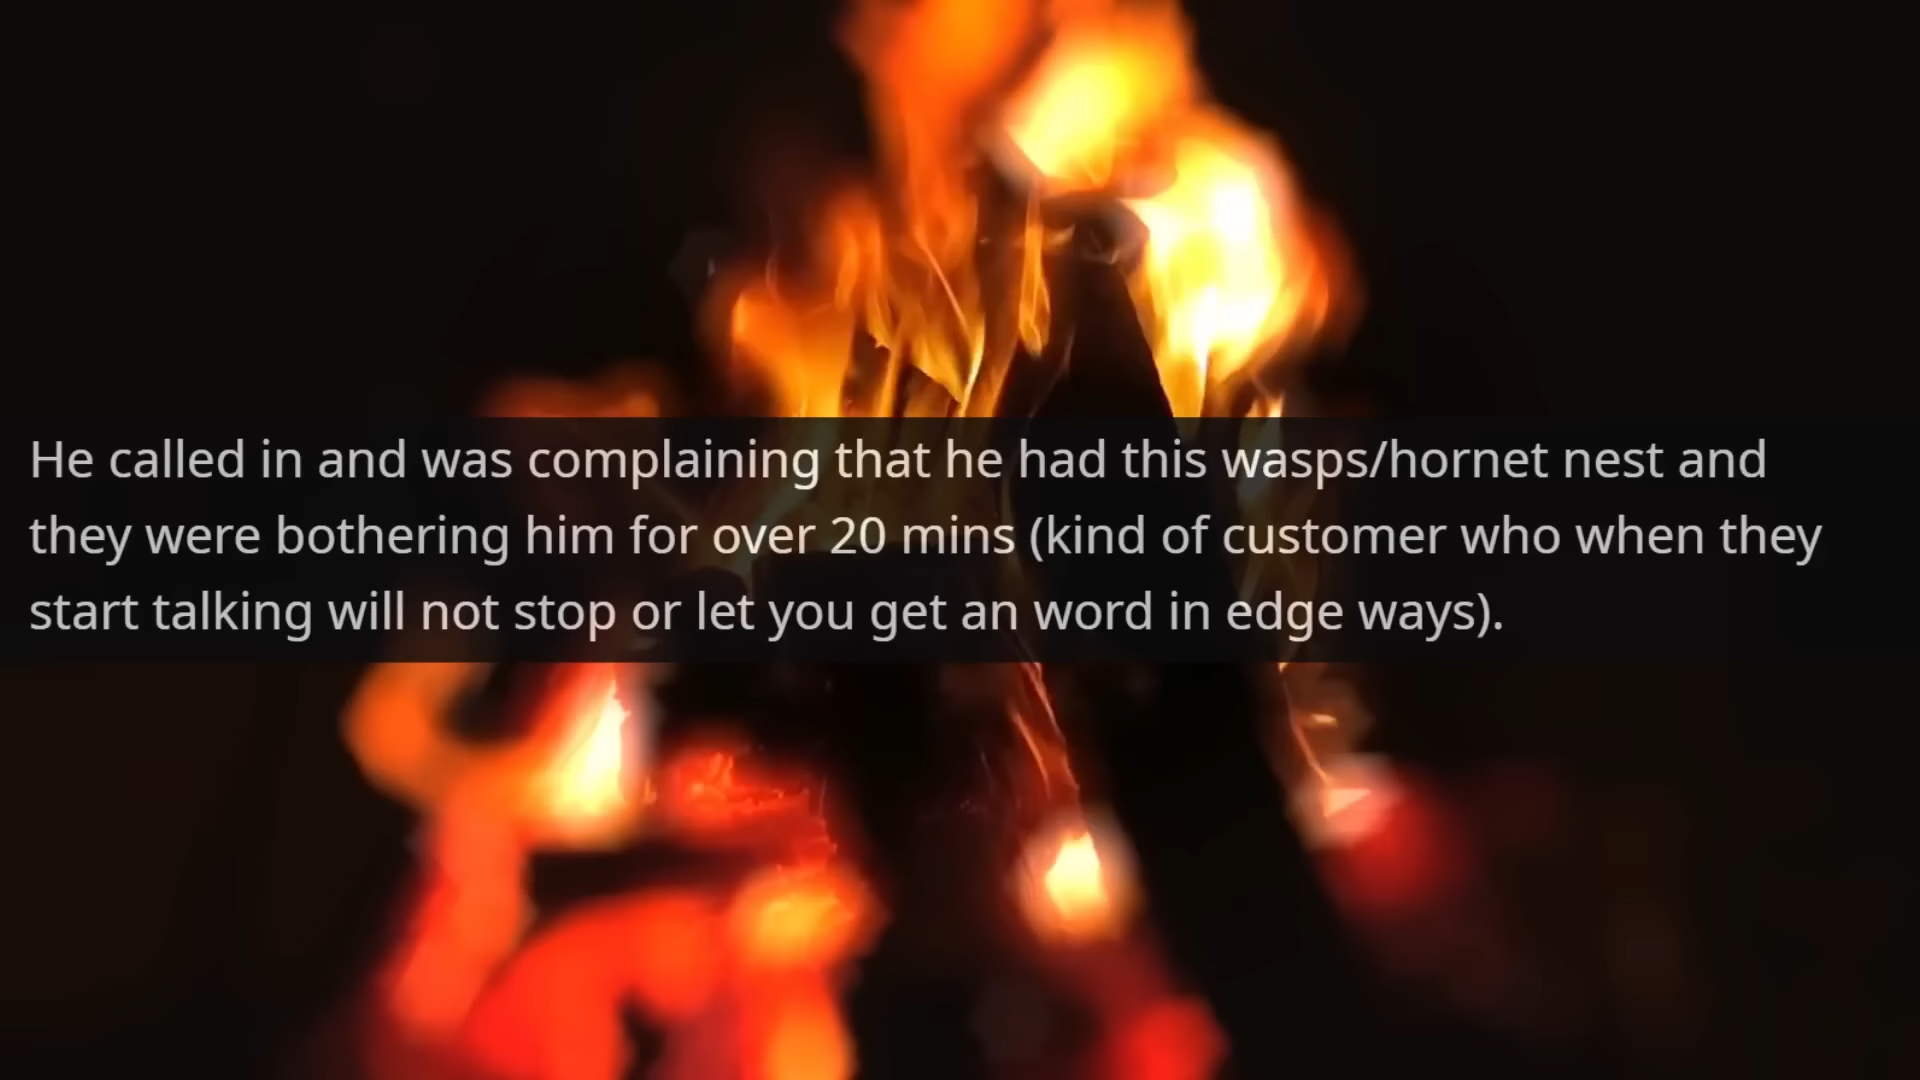 He called in and was complaining that he had this wasps/hornet nest and
they were bothering him for over 20 mins (kind of customer who when they
start talking will not stop or let you get an word in edge ways).